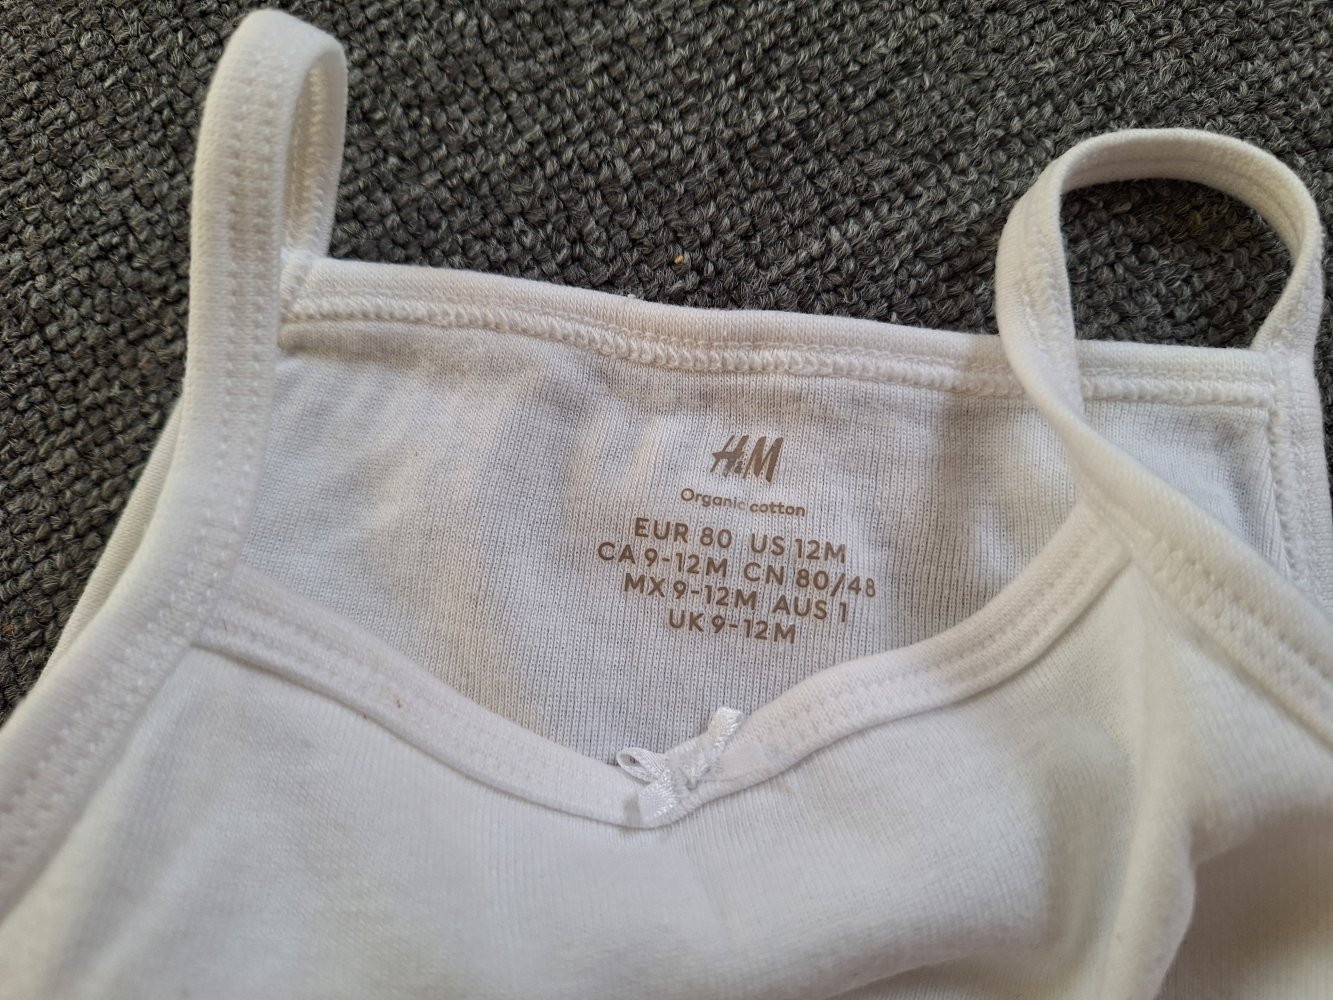 H&M
Organic cotton
EUR 80 US 12M
CA 9-12M CN 80/48
MX 9-12M AUS 1
UK 9-12M